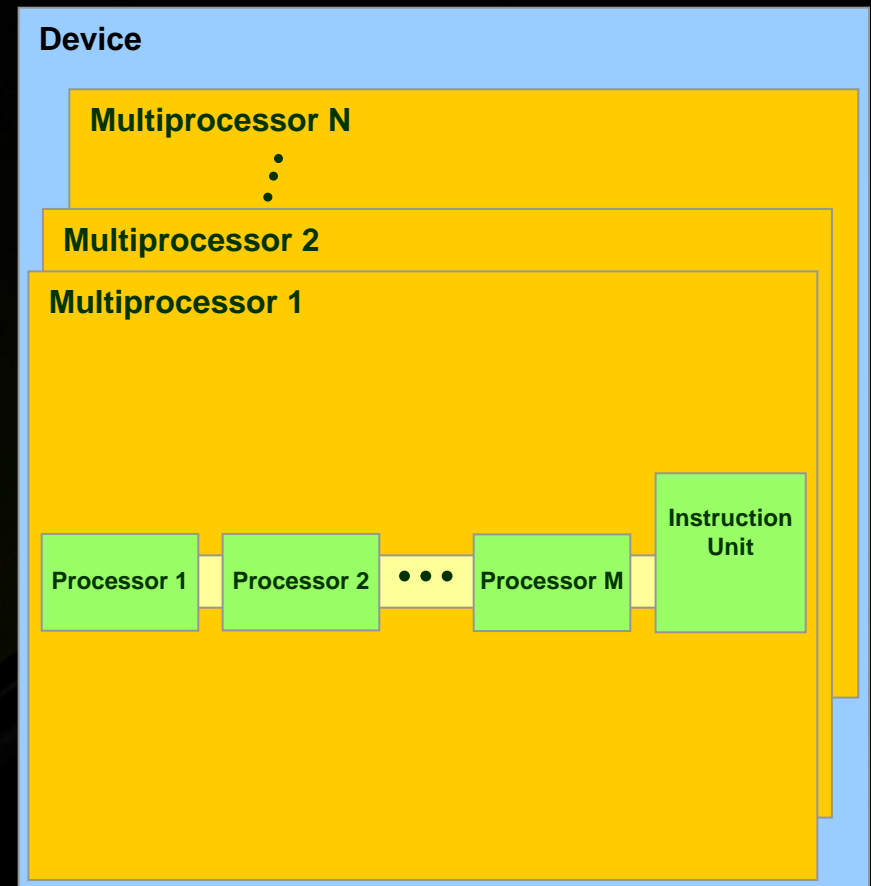 Device
Multiprocessor N
Multiprocessor 2
Multiprocessor 1
Instruction
Unit
Processor 1
Processor 2
•••
Processor M